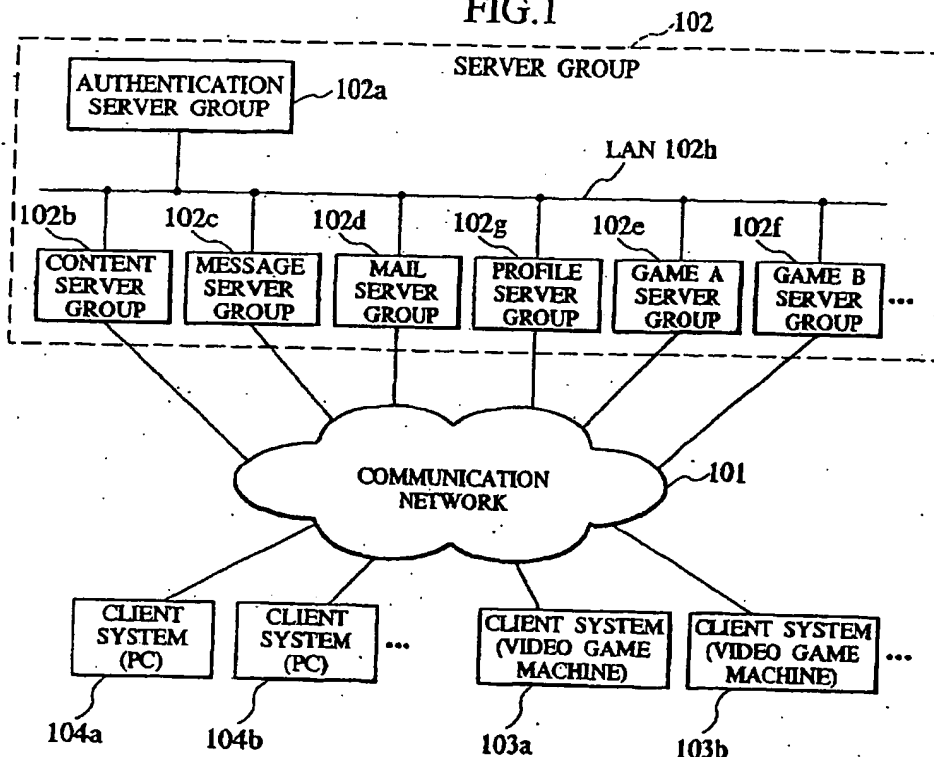 FIG.1
102
SERVER GROUP
AUTHENTICATION
SERVER GROUP
102a
LAN 102h
102b
102c
102d
102g
102e
102f
CONTENT
SERVER
GROUP
MESSAGE
SERVER
GROUP
MAIL
SERVER
GROUP
PROFILE
SERVER
GROUP
GAME A
SERVER
GROUP
GAME B
SERVER
GROUP
...
COMMUNICATION
NETWORK
101
CLIENT
SYSTEM
(PC)
CLIENT
SYSTEM
(PC)
...
CLIENT SYSTEM
(VIDEO GAME
MACHINE)
CLIENT SYSTEM
(VIDEO GAME
MACHINE)
...
104a
104b
103a
103b